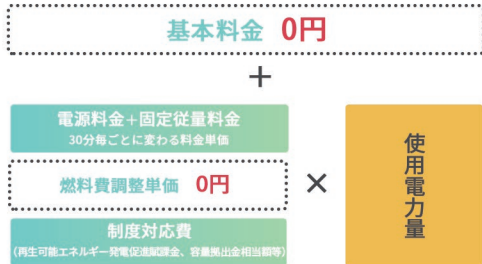 基本料金 0円
+
電源料金+固定従量料金
30分毎ごとに変わる料金単価
燃料費調整単価 0円
×
使用電力量
制度対応費
(再生可能エネルギー発電促進賦課金、容量拠出金相当額等)